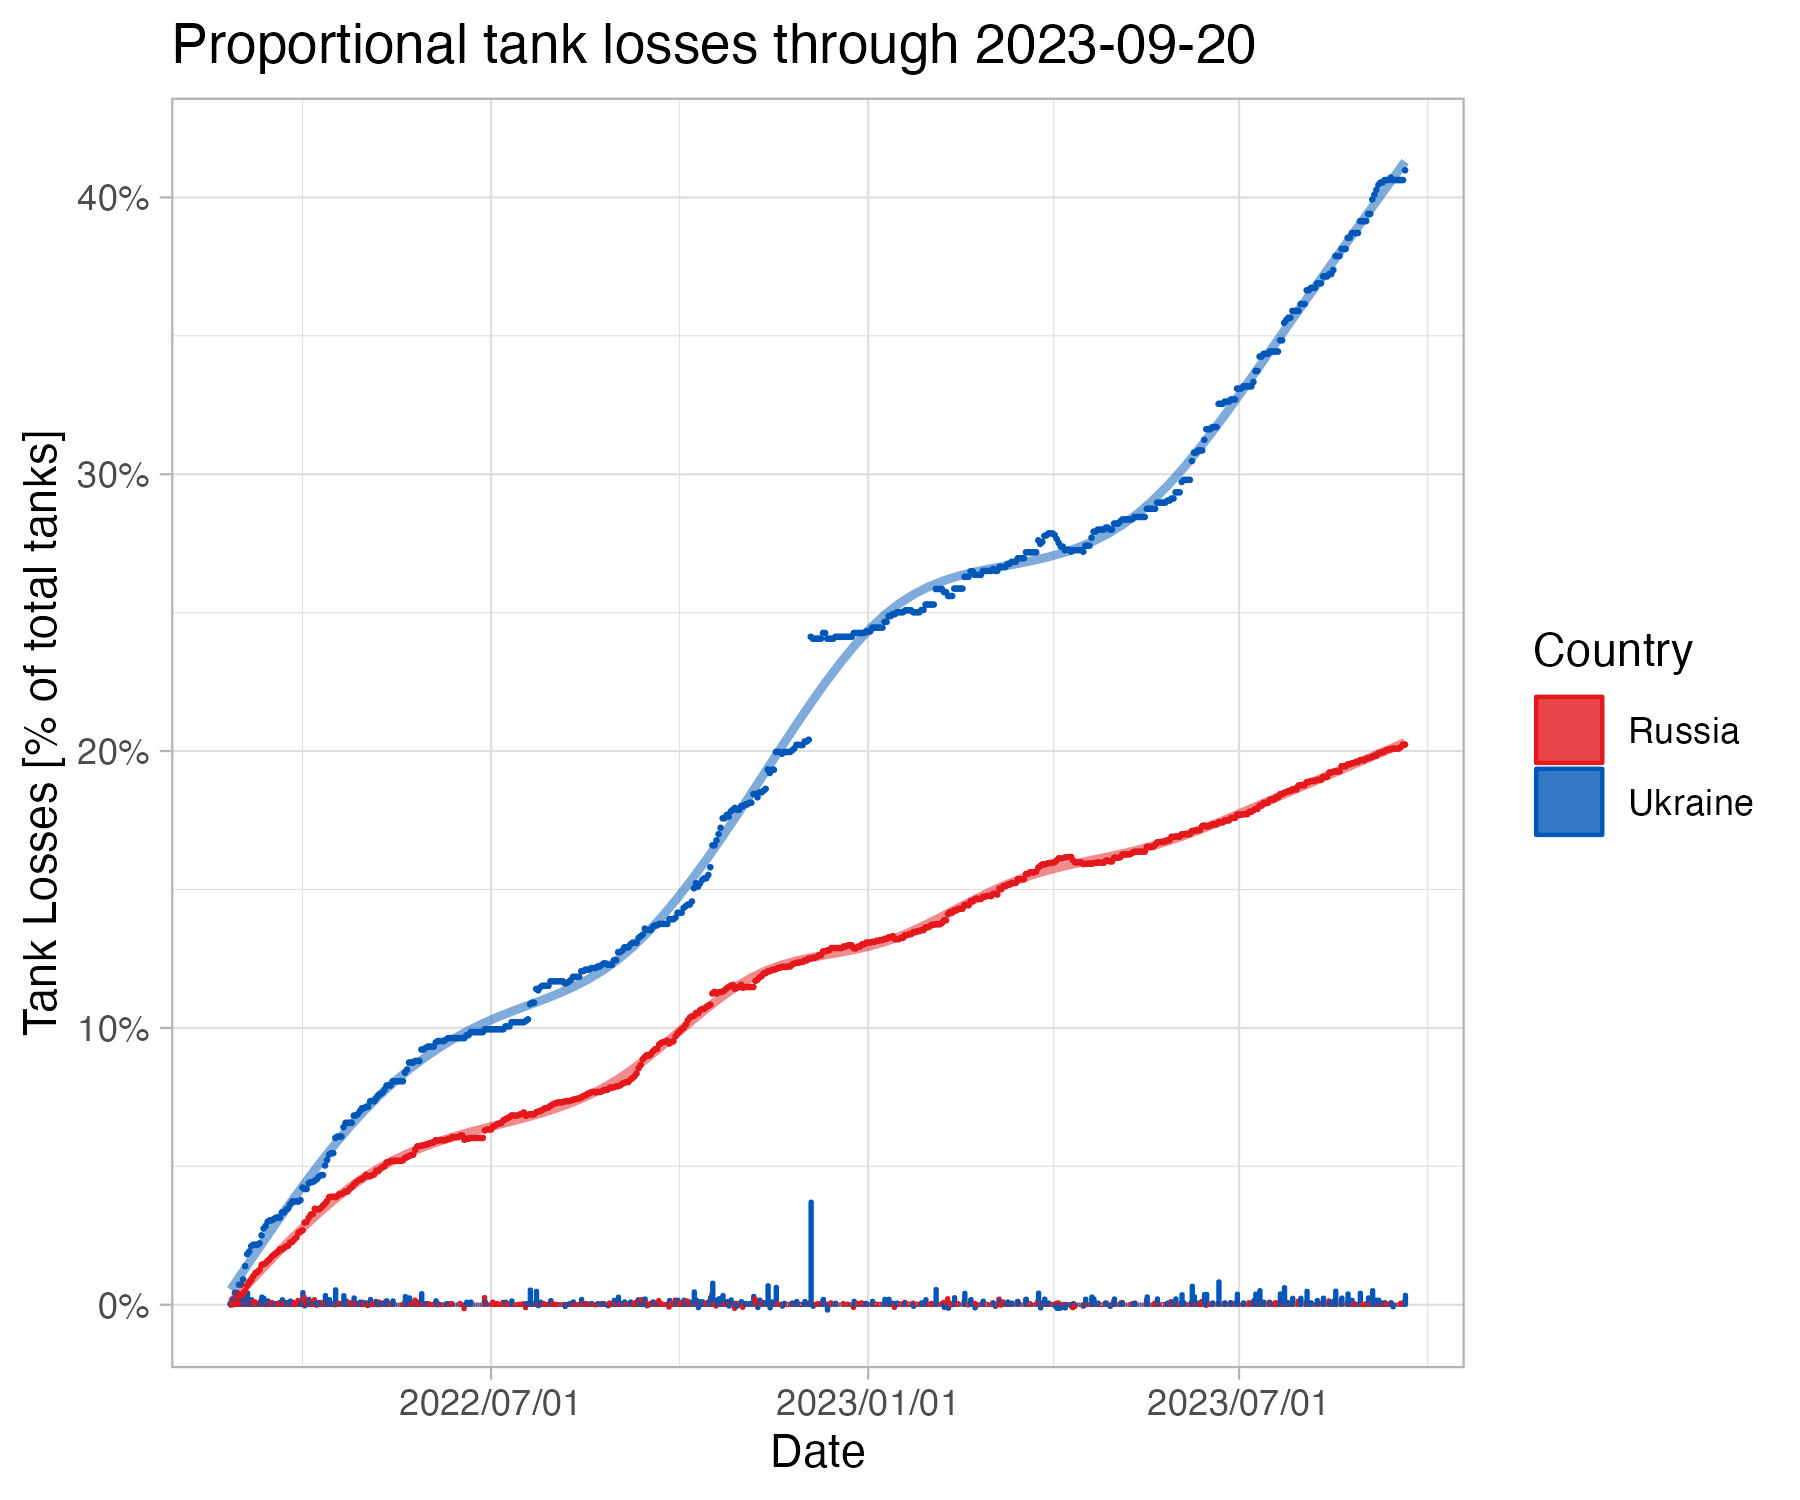 Proportional tank losses through 2023-09-20
Tank Losses [% of total tanks]
40%
30%
20%
10%
0%
2022/07/01
2023/01/01
2023/07/01
Date
Country
Russia
Ukraine